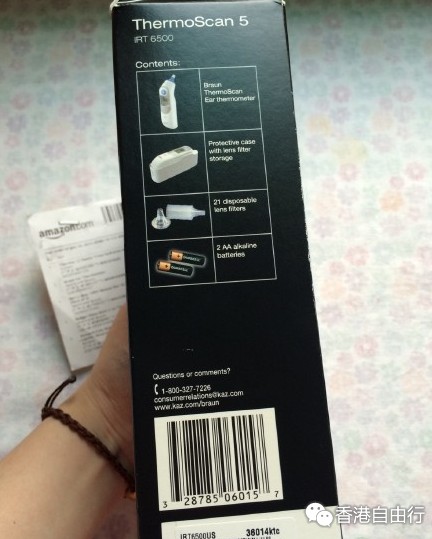 ThermoScan 5
IRT 6500
Contents:
Braun
ThermoScan
Ear thermometer
Protective case
with lens filter
storage
21 disposable
lens filters
2 AA alkaline
batteries
amazonbasics
Questions or comments?
1-800-327-7226
consumerrelations@kaz.com
www.kaz.com/braun
3 28785 06015 7
IRT6500US
36014ktc
香港自由行